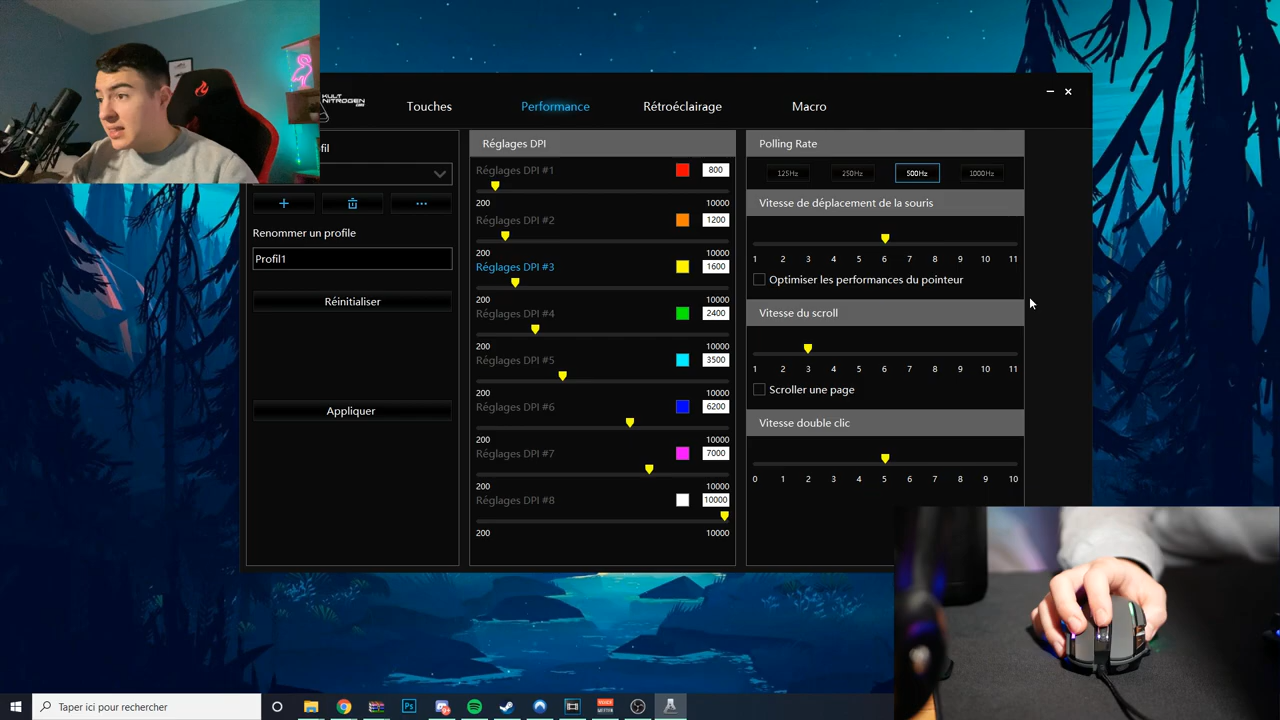 KULT
NITROGEN
Touches
Performance
Rétroéclairage
Macro
fil
Renommer un profile
Profil1
Réinitialiser
Appliquer
Réglages DPI
Réglages DPI #1
800
200
10000
Réglages DPI #2
1200
200
10000
Réglages DPI #3
1600
200
10000
Réglages DPI #4
2400
200
10000
Réglages DPI #5
3500
200
10000
Réglages DPI #6
6200
200
10000
Réglages DPI #7
7000
200
10000
Réglages DPI #8
10000
200
10000
Polling Rate
125Hz 250Hz 500Hz 1000Hz
Vitesse de déplacement de la souris
1 2 3 4 5 6 7 8 9 10 11
Optimiser les performances du pointeur
Vitesse du scroll
1 2 3 4 5 6 7 8 9 10 11
Scroller une page
Vitesse double clic
0 1 2 3 4 5 6 7 8 9 10
Taper ici pour rechercher
Ps